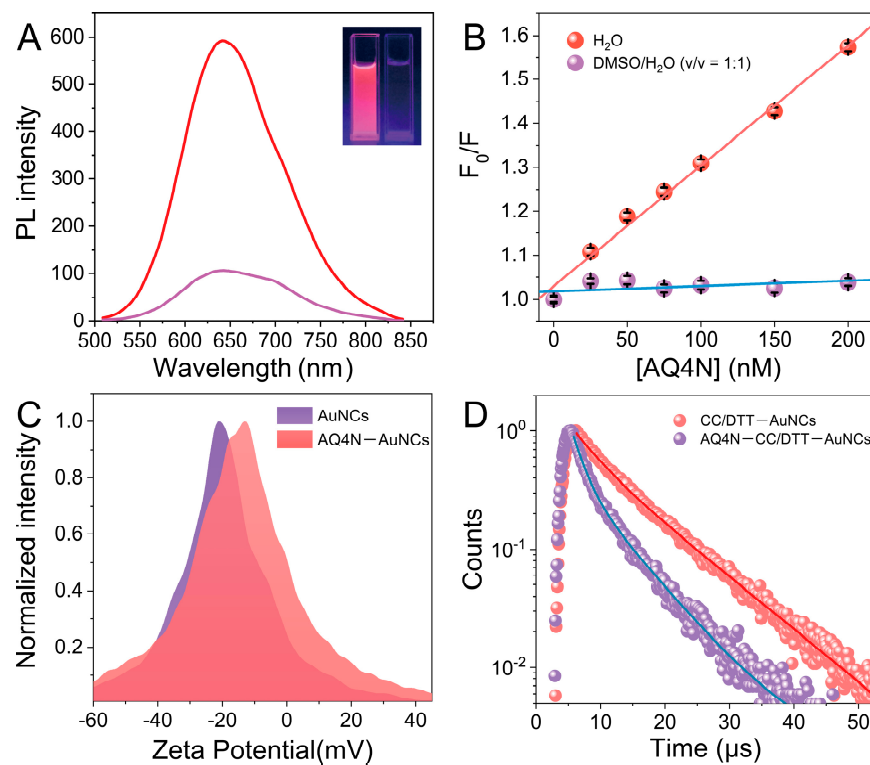 A
PL intensity
600
500
400
300
200
100
0
500 550 600 650 700 750 800 850
Wavelength (nm)
B
H₂O
DMSO/H₂O (v/v = 1:1)
F₀/F
1.6
1.5
1.4
1.3
1.2
1.1
1.0
0 50 100 150 200
[AQ4N] (nM)
C
AuNCs
AQ4N−AuNCs
Normalized intensity
1.0
0.8
0.6
0.4
0.2
-60 -40 -20 0 20 40
Zeta Potential(mV)
D
CC/DTT−AuNCs
AQ4N−CC/DTT−AuNCs
Counts
10⁰
10⁻¹
10⁻²
0 10 20 30 40 50
Time (µs)